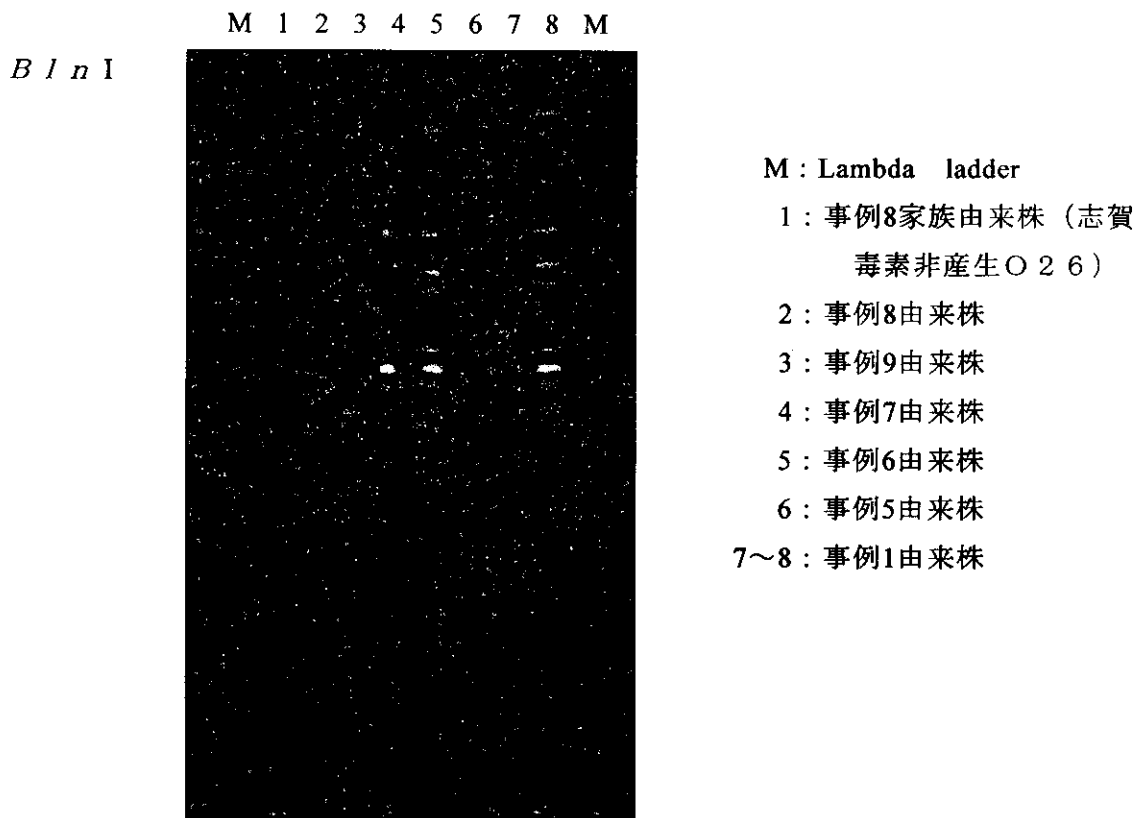 M 1 2 3 4 5 6 7 8 M
B l n I
M : Lambda ladder
1 : 事例8家族由来株 (志賀
毒素非産生O26)
2 : 事例8由来株
3 : 事例9由来株
4 : 事例7由来株
5 : 事例6由来株
6 : 事例5由来株
7~8 : 事例1由来株